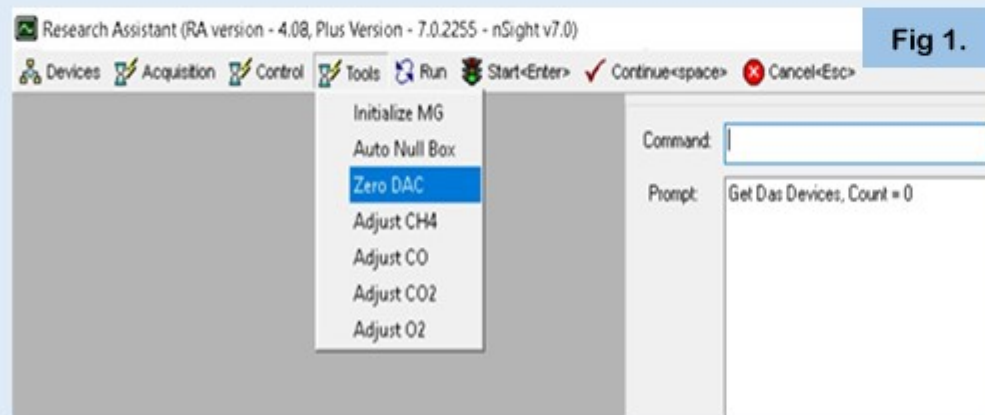 Research Assistant (RA version - 4.08, Plus Version - 7.0.2255 - nSight v7.0)
Fig 1.
Devices Acquisition Control Tools Run Start<Enter> Continue<space> Cancel<Esc>
Initialize MG
Auto Null Box
Zero DAC
Adjust CH4
Adjust CO
Adjust CO2
Adjust O2
Command:
Prompt: Get Das Devices, Count = 0